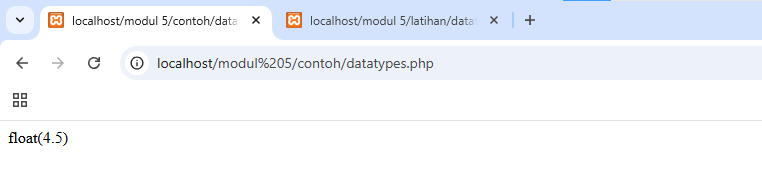 localhost/modul 5/contoh/data
localhost/modul 5/latihan/data
localhost/modul%205/contoh/datatypes.php
float(4.5)